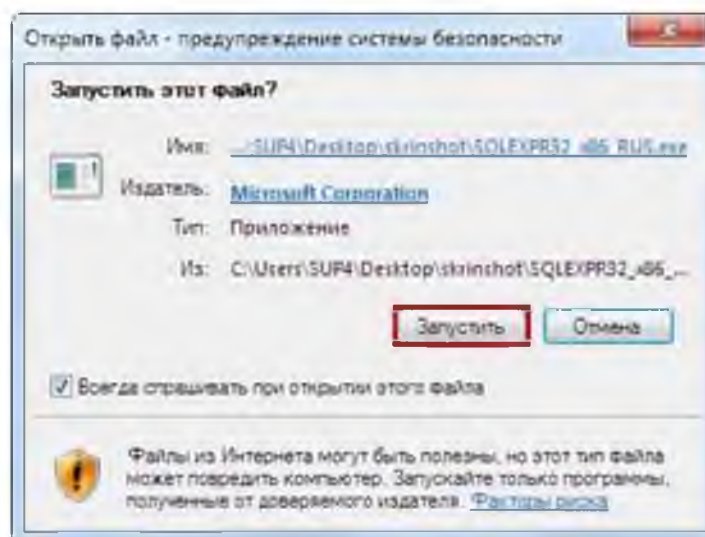 Открыть файл - предупреждение системы безопасности
Запустить этот файл?
Имя: ...:\SUP4\Desktop\skrinshot\SQLEXPR32_x86_RUS.exe
Издатель: Microsoft Corporation
Тип: Приложение
Из: C:\Users\SUP4\Desktop\skrinshot\SQLEXPR32_x86_...
Запустить Отмена
Всегда спрашивать при открытии этого файла
Файлы из Интернета могут быть полезны, но этот тип файла
может повредить компьютер. Запускайте только программы,
полученные от доверяемого издателя. Факторы риска